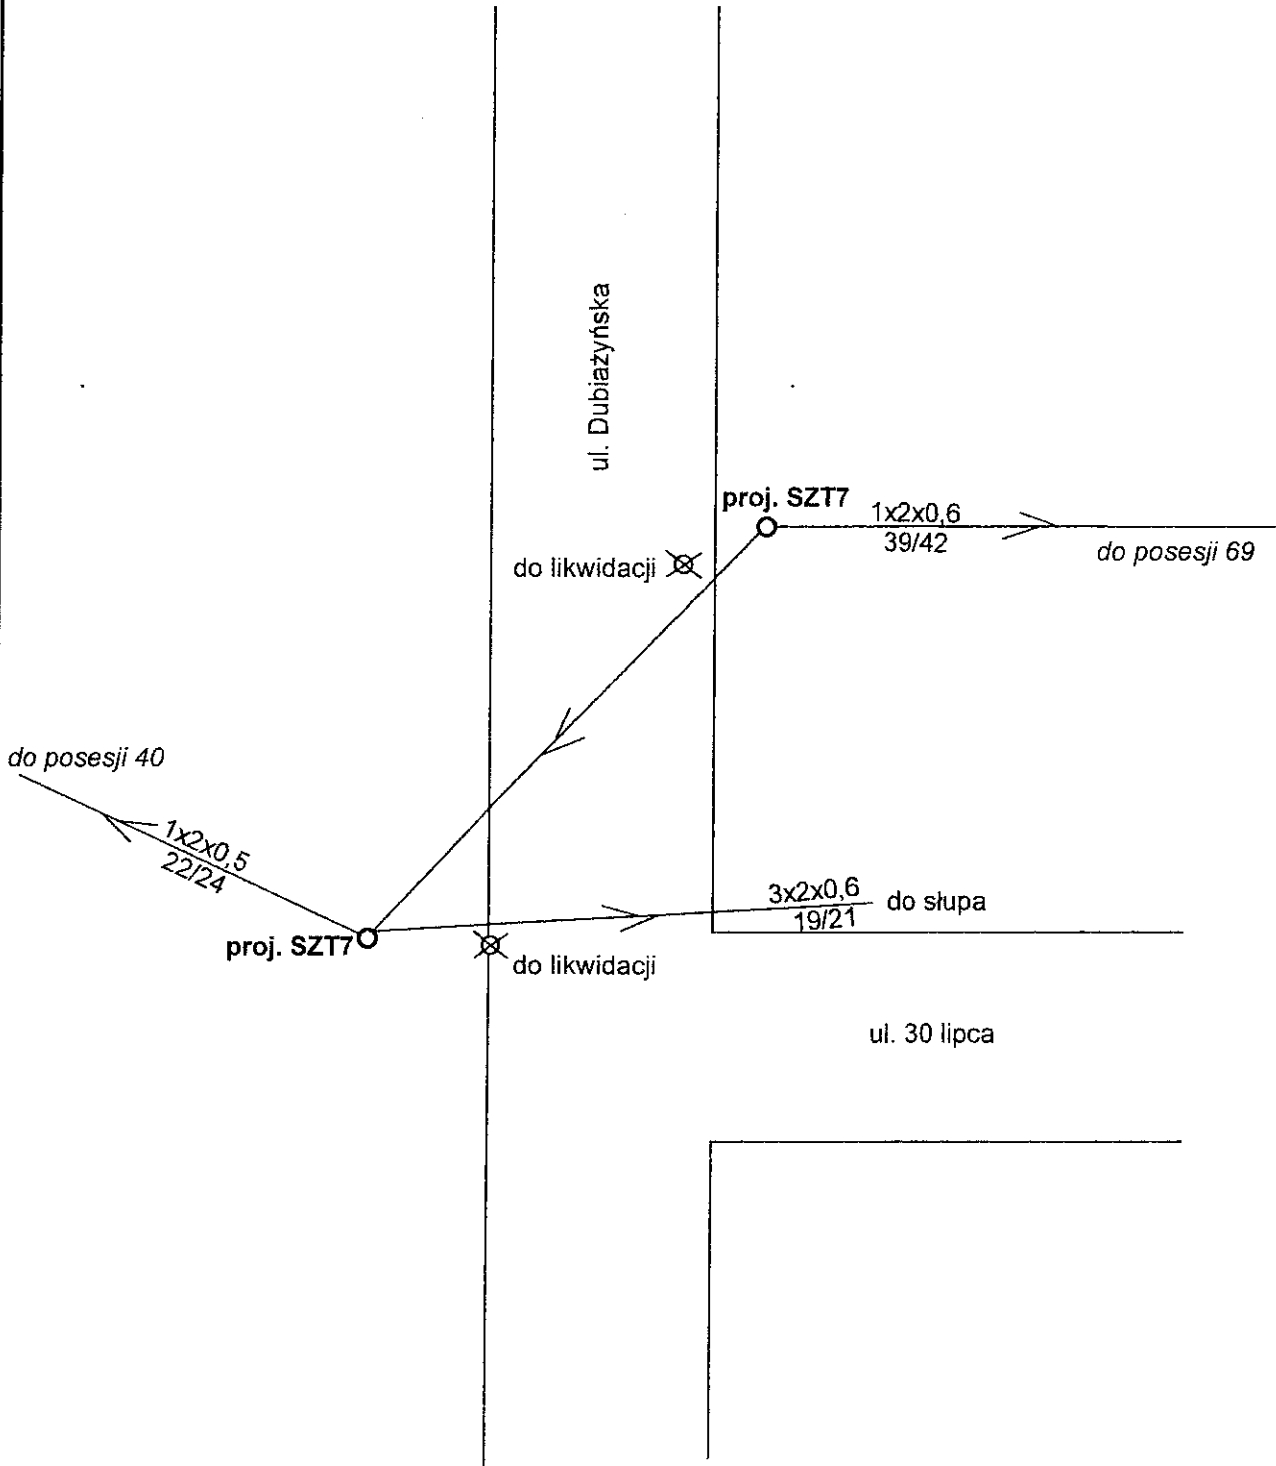 ul. Dubiażyńska
proj. SZT7
1x2x0,6
39/42
do posesji 69
do likwidacji
do posesji 40
1x2x0,5
22/24
proj. SZT7
3x2x0,6
19/21
do słupa
do likwidacji
ul. 30 lipca